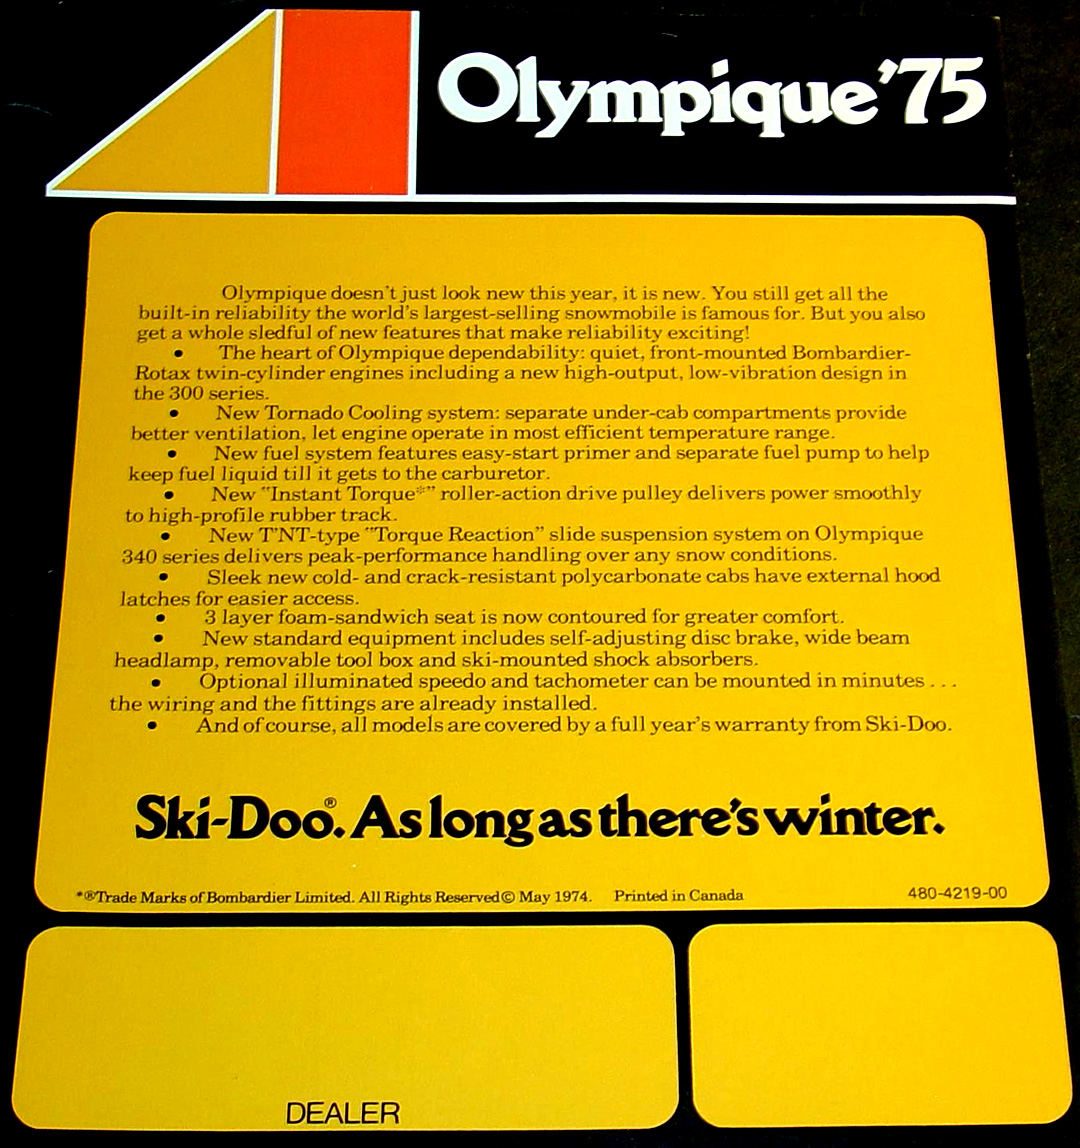 Olympique '75
Olympique doesn't just look new this year, it is new. You still get all the
built-in reliability the world's largest-selling snowmobile is famous for. But you also
get a whole sledful of new features that make reliability exciting!
• The heart of Olympique dependability: quiet, front-mounted Bombardier-
Rotax twin-cylinder engines including a new high-output, low-vibration design in
the 300 series.
• New Tornado Cooling system: separate under-cab compartments provide
better ventilation, let engine operate in most efficient temperature range.
• New fuel system features easy-start primer and separate fuel pump to help
keep fuel liquid till it gets to the carburetor.
• New "Instant Torque*" roller-action drive pulley delivers power smoothly
to high-profile rubber track.
• New T'NT-type "Torque Reaction" slide suspension system on Olympique
340 series delivers peak-performance handling over any snow conditions.
• Sleek new cold- and crack-resistant polycarbonate cabs have external hood
latches for easier access.
• 3 layer foam-sandwich seat is now contoured for greater comfort.
• New standard equipment includes self-adjusting disc brake, wide beam
headlamp, removable tool box and ski-mounted shock absorbers.
• Optional illuminated speedo and tachometer can be mounted in minutes . . .
the wiring and the fittings are already installed.
• And of course, all models are covered by a full year's warranty from Ski-Doo.
Ski-Doo®. As long as there's winter.
*®Trade Marks of Bombardier Limited. All Rights Reserved© May 1974. Printed in Canada 480-4219-00
DEALER